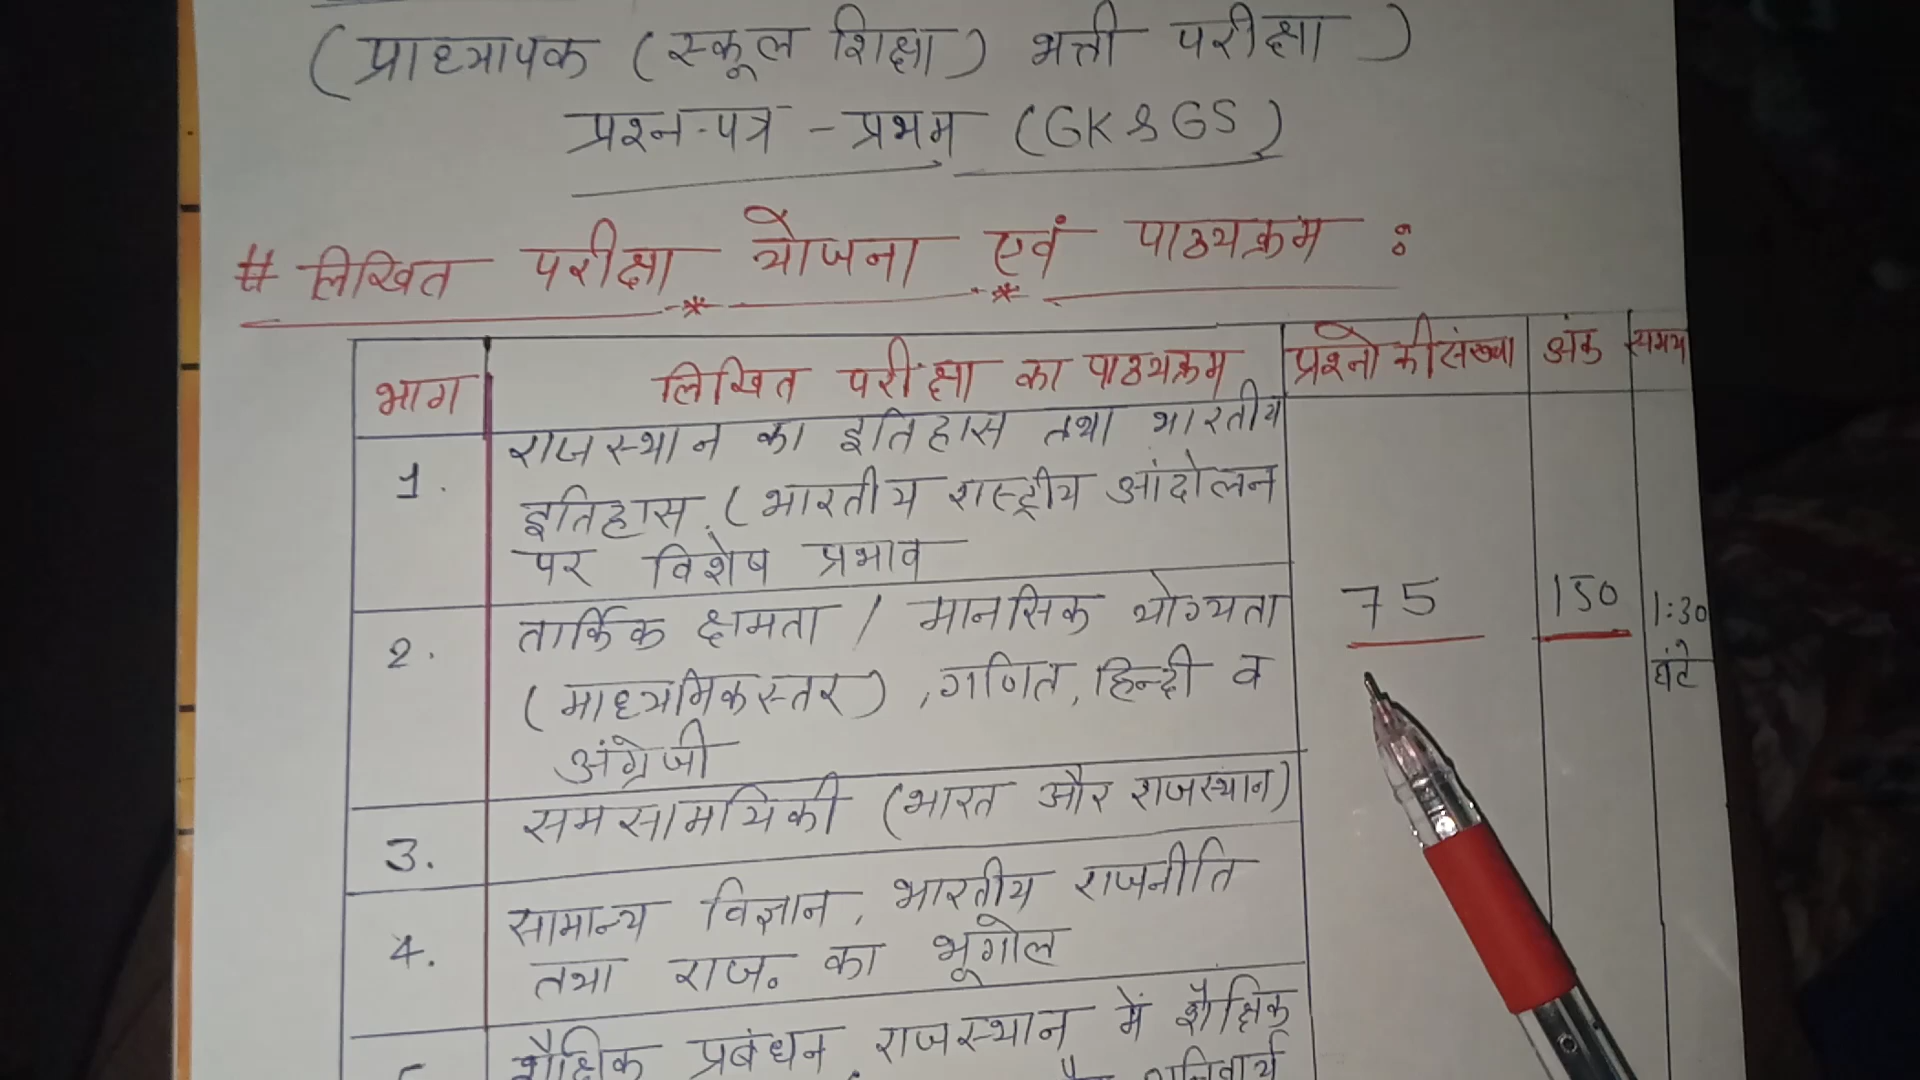 (प्राध्यापक (स्कूल शिक्षा) भर्ती परीक्षा)
प्रश्न-पत्र - प्रथम (GK & GS)
# लिखित परीक्षा योजना एवं पाठ्यक्रम :
भाग
लिखित परीक्षा का पाठ्यक्रम
प्रश्नो की संख्या
अंक
समय
1.
राजस्थान का इतिहास तथा भारतीय
इतिहास, (भारतीय रास्ट्रीय आंदोलन
पर विशेष प्रभाव
2.
तार्किक क्षमता / मानसिक योग्यता
(माध्यमिक स्तर), गणित, हिन्दी व
अंग्रेजी
75
150
1:30
घंटे
3.
समसामयिकी (भारत और राजस्थान)
4.
सामान्य विज्ञान, भारतीय राजनीति
तथा राज. का भूगोल
शैक्षिक प्रबंधन, राजस्थान में शैक्षिक